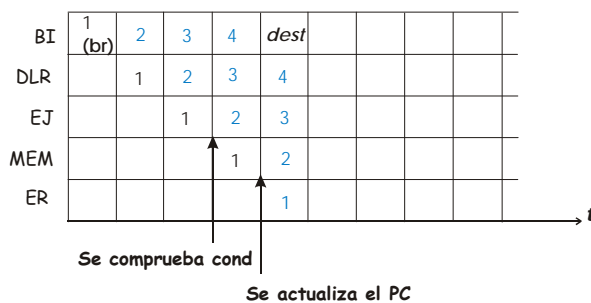 BI 1 (br) 2 3 4 dest
DLR 1 2 3 4
EJ 1 2 3
MEM 1 2
ER 1
t
Se comprueba cond
Se actualiza el PC